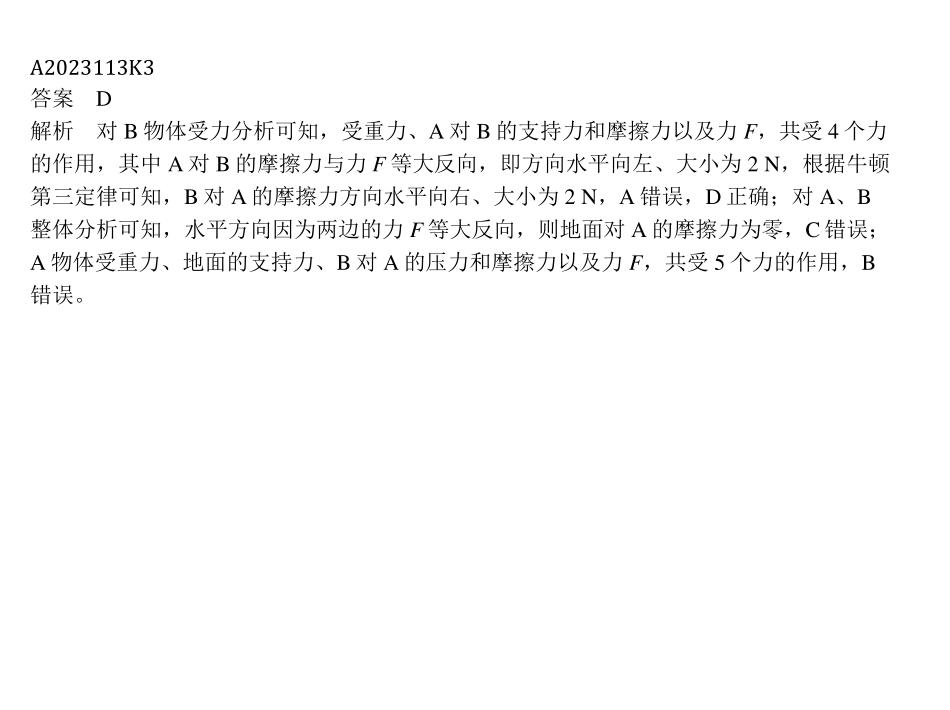 A2023113K3
答案　D
解析　对 B 物体受力分析可知，受重力、A 对 B 的支持力和摩擦力以及力 F，共受 4 个力
的作用，其中 A 对 B 的摩擦力与力 F 等大反向，即方向水平向左、大小为 2 N，根据牛顿
第三定律可知，B 对 A 的摩擦力方向水平向右、大小为 2 N，A 错误，D 正确；对 A、B
整体分析可知，水平方向因为两边的力 F 等大反向，则地面对 A 的摩擦力为零，C 错误；
A 物体受重力、地面的支持力、B 对 A 的压力和摩擦力以及力 F，共受 5 个力的作用，B
错误。